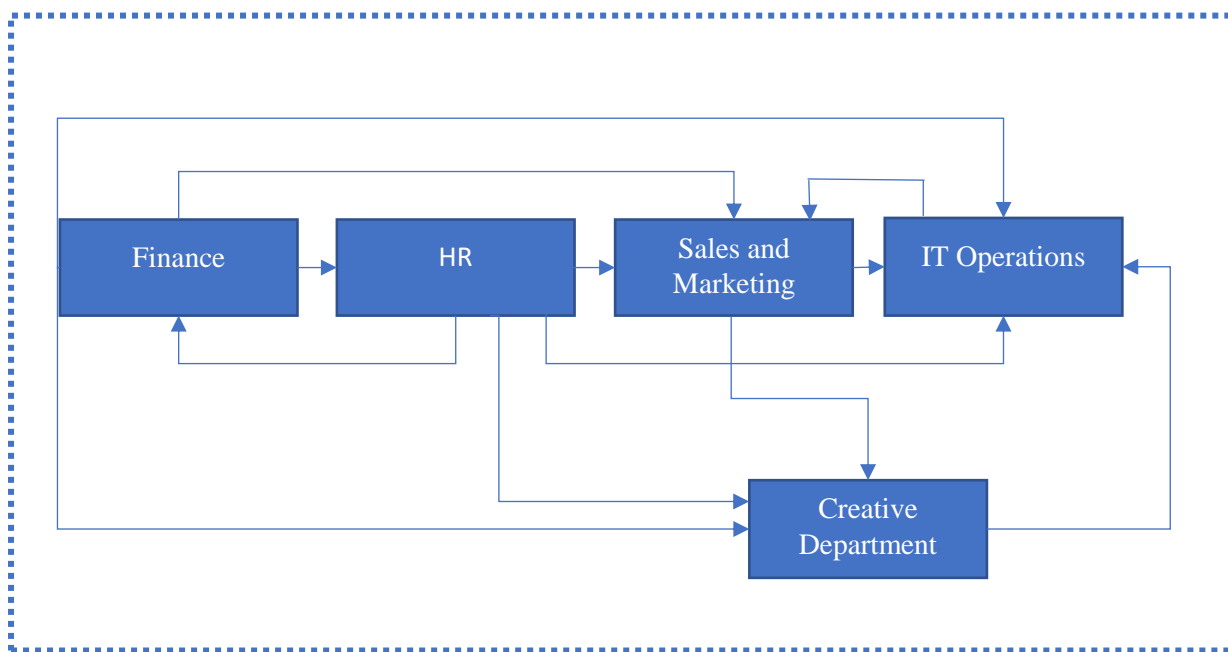 Finance
HR
Sales and
Marketing
IT Operations
Creative
Department